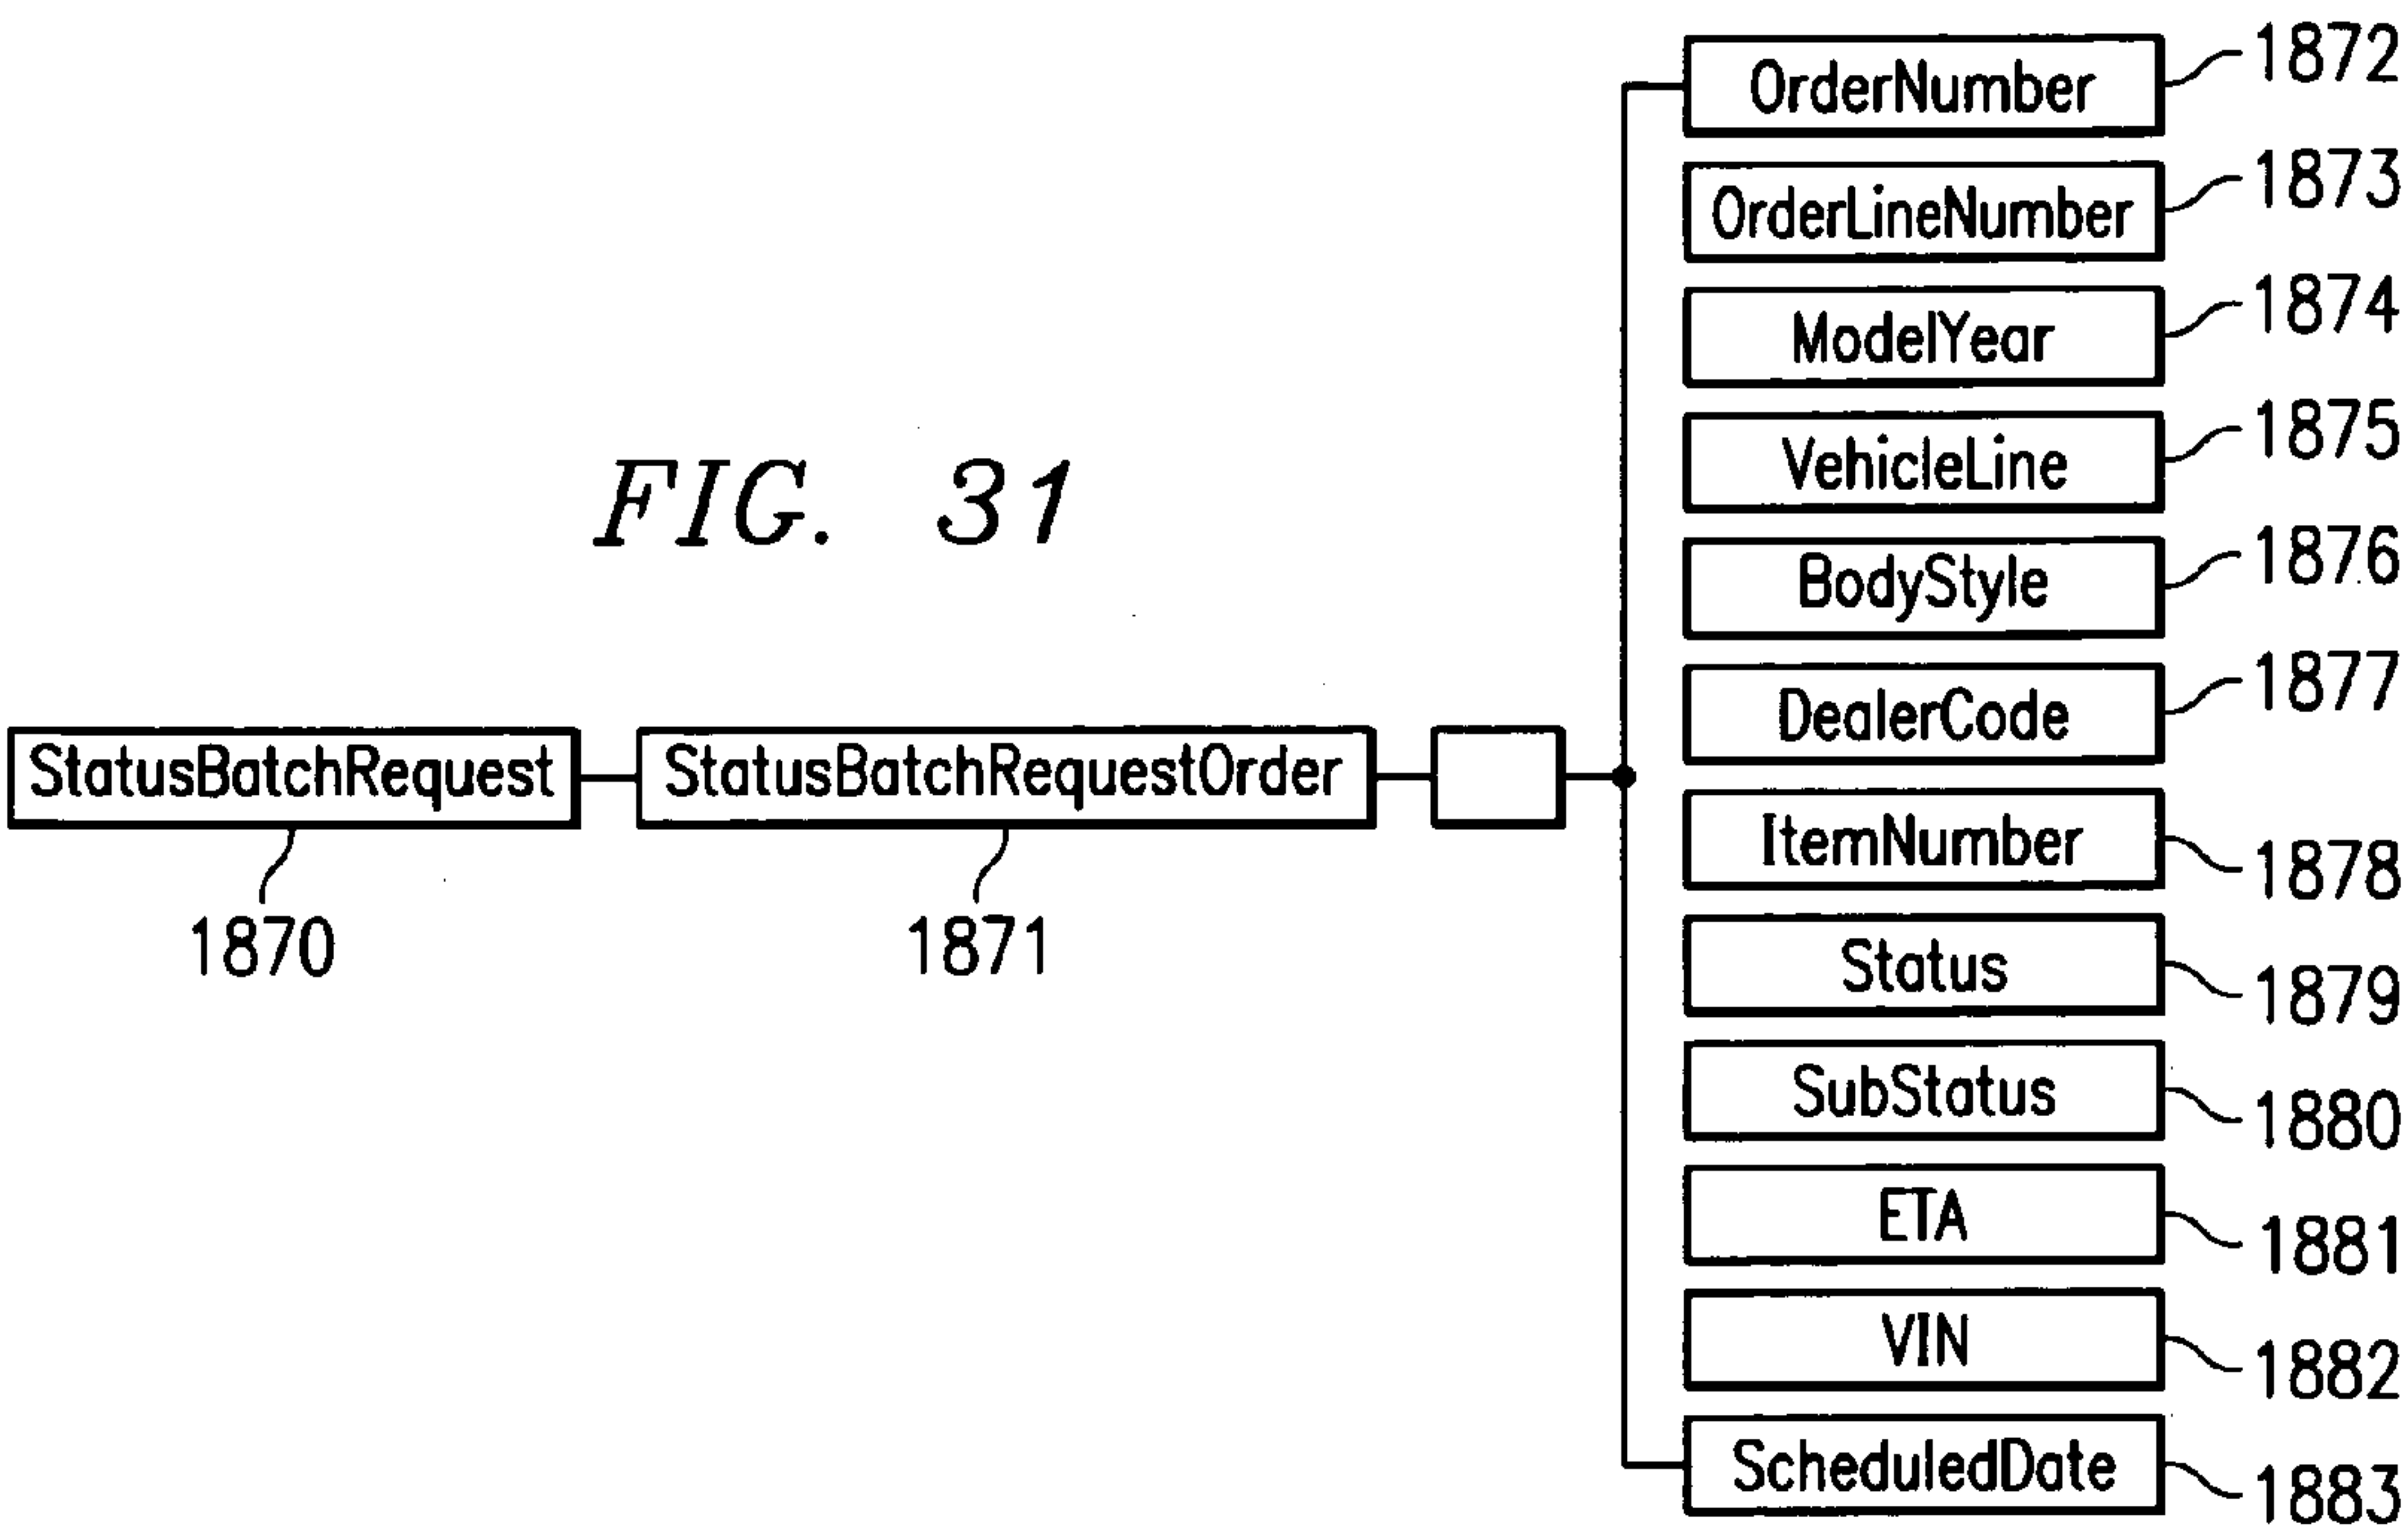 FIG. 31
StatusBatchRequest
1870
StatusBatchRequestOrder
1871
OrderNumber 1872
OrderLineNumber 1873
ModelYear 1874
VehicleLine 1875
BodyStyle 1876
DealerCode 1877
ItemNumber 1878
Status 1879
SubStatus 1880
ETA 1881
VIN 1882
ScheduledDate 1883